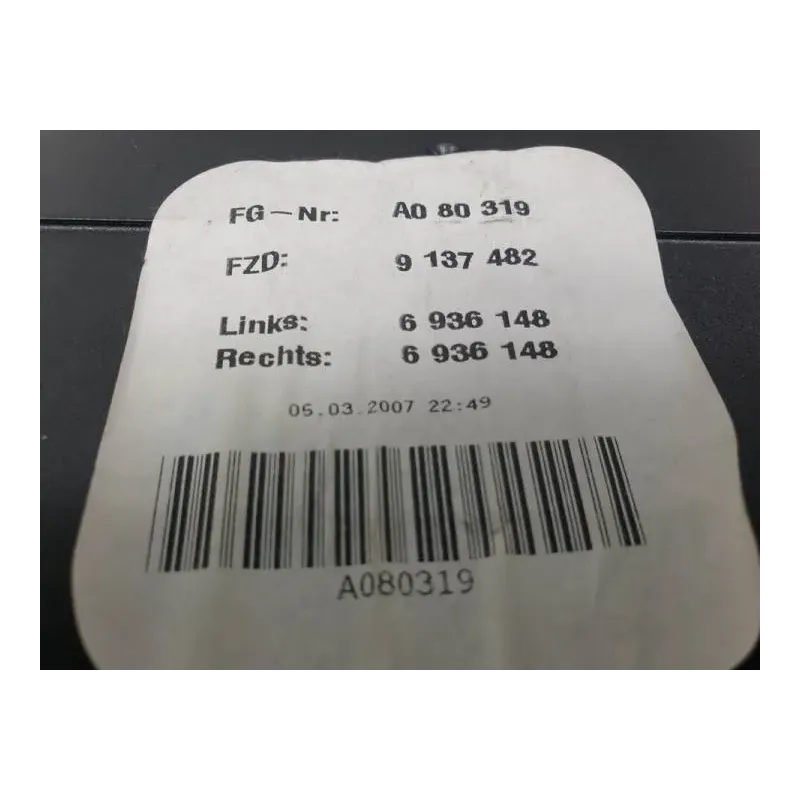 FG-Nr: A0 80 319
FZD: 9 137 482
Links: 6 936 148
Rechts: 6 936 148
05.03.2007 22:49
A080319